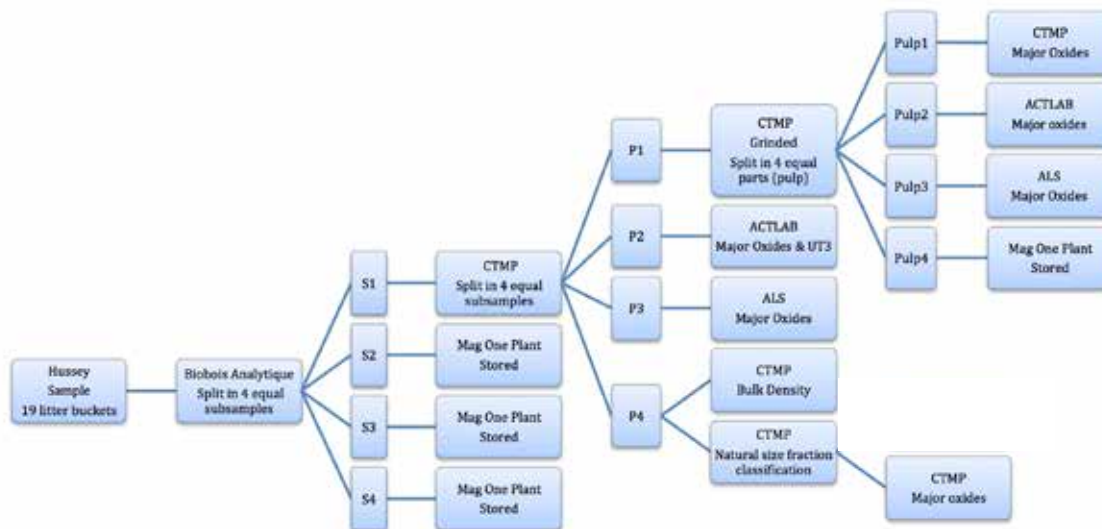 Hussey
Sample
19 litter buckets
Biobois Analytique
Split in 4 equal
subsamples
S1
CTMP
Split in 4 equal
subsamples
S2
Mag One Plant
Stored
S3
Mag One Plant
Stored
S4
Mag One Plant
Stored
P1
CTMP
Grinded
Split in 4 equal
parts (pulp)
P2
ACTLAB
Major Oxides & UT3
P3
ALS
Major Oxides
P4
CTMP
Bulk Density
CTMP
Natural size fraction
classification
CTMP
Major oxides
Pulp1
CTMP
Major Oxides
Pulp2
ACTLAB
Major oxides
Pulp3
ALS
Major Oxides
Pulp4
Mag One Plant
Stored